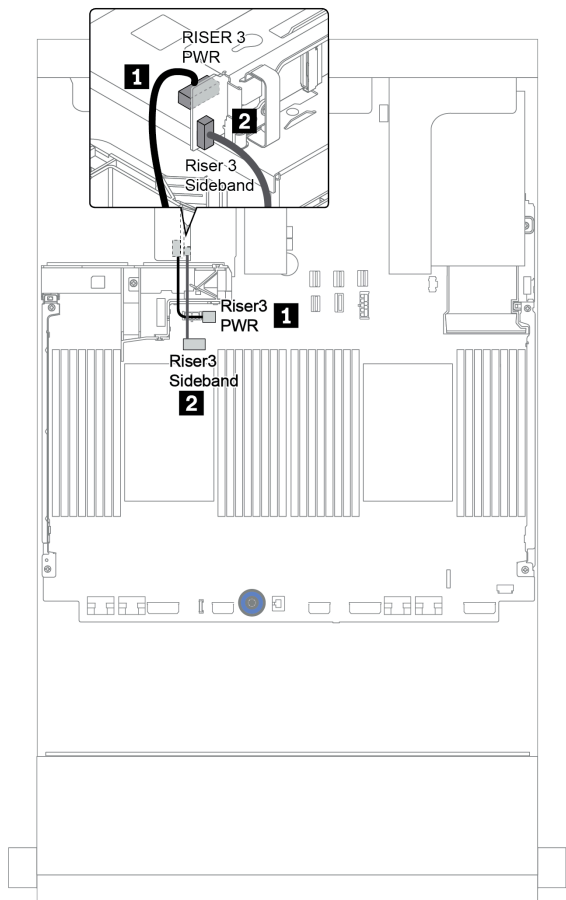 RISER 3
PWR
1
2
Riser 3
Sideband
Riser3
PWR
1
Riser3
Sideband
2